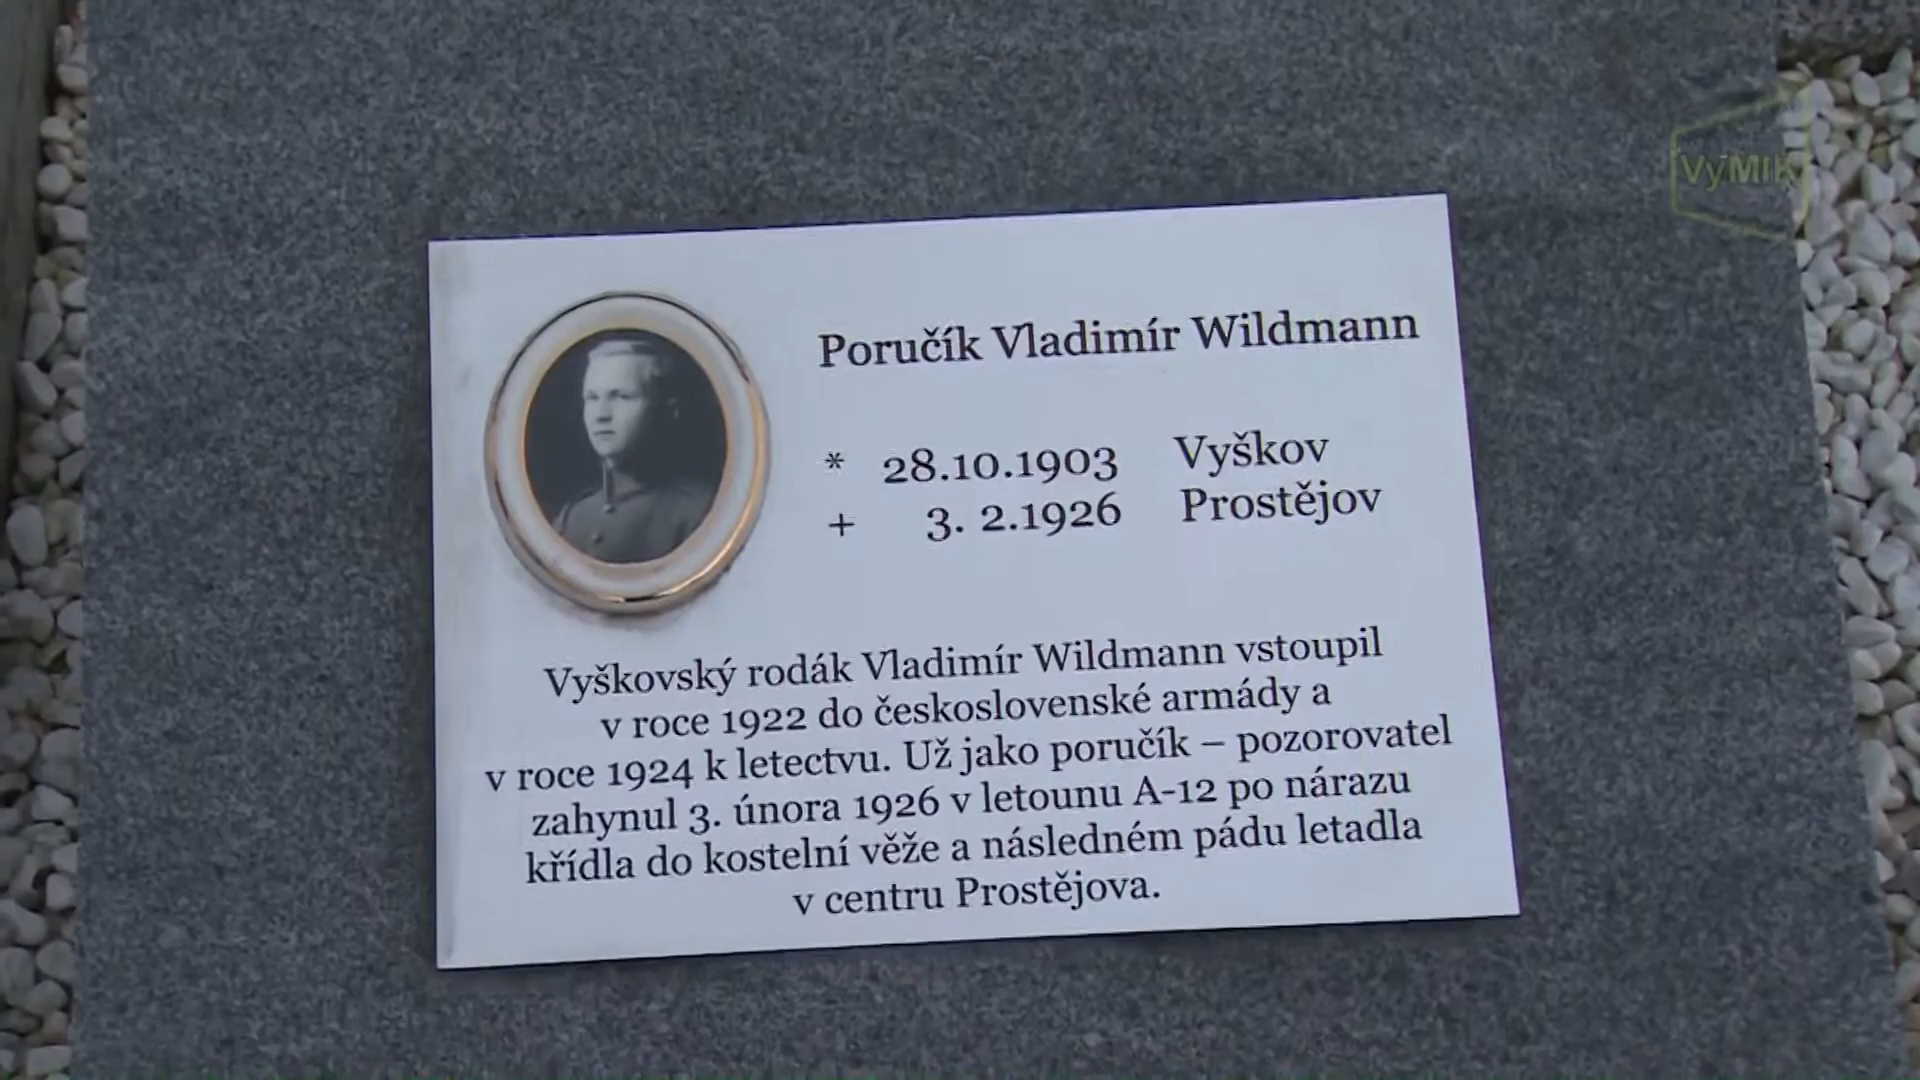 VyMIK
Poručík Vladimír Wildmann
* 28.10.1903 Vyškov
+ 3. 2.1926 Prostějov
Vyškovský rodák Vladimír Wildmann vstoupil
v roce 1922 do československé armády a
v roce 1924 k letectvu. Už jako poručík – pozorovatel
zahynul 3. února 1926 v letounu A-12 po nárazu
křídla do kostelní věže a následném pádu letadla
v centru Prostějova.